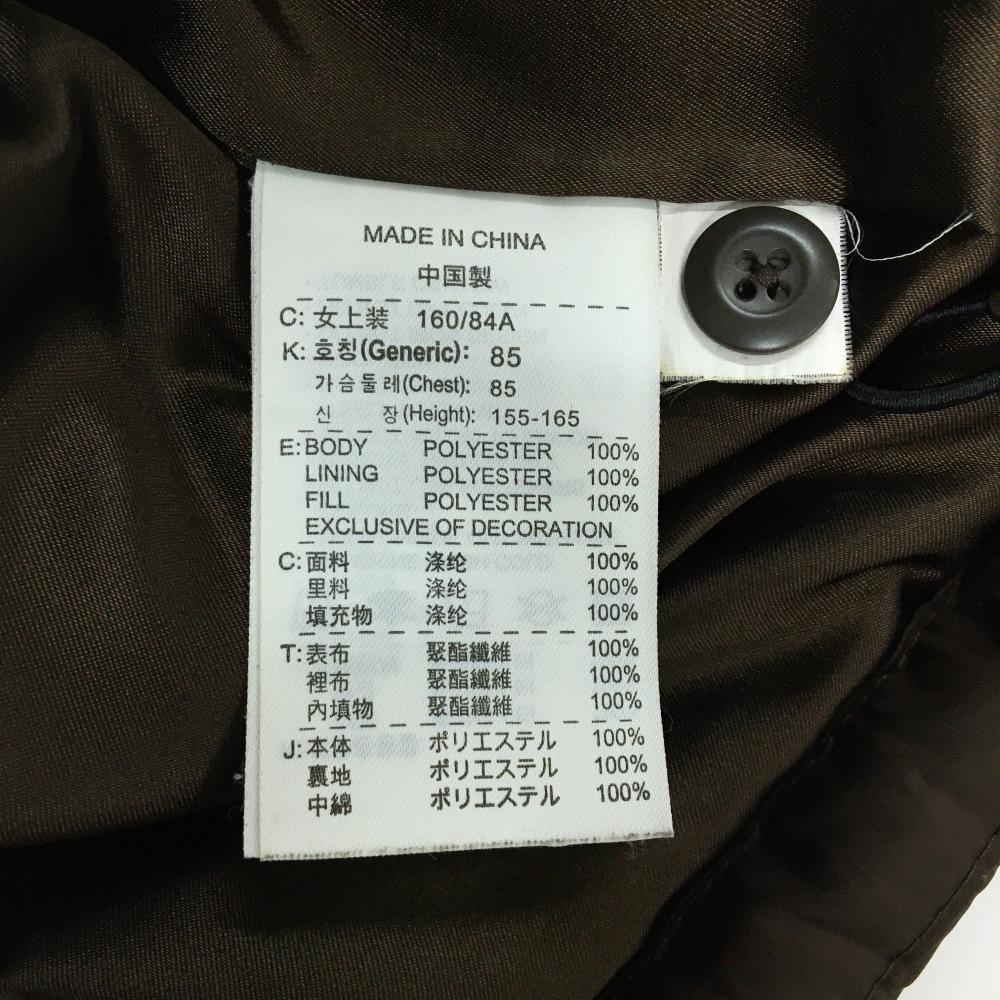 MADE IN CHINA
中国製
C: 女上装 160/84A
K: 호칭(Generic): 85
가슴둘레(Chest): 85
신 장(Height): 155-165
E: BODY POLYESTER 100%
LINING POLYESTER 100%
FILL POLYESTER 100%
EXCLUSIVE OF DECORATION
C: 面料 涤纶 100%
里料 涤纶 100%
填充物 涤纶 100%
T: 表布 聚酯纖維 100%
裡布 聚酯纖維 100%
內填物 聚酯纖維 100%
J: 本体 ポリエステル 100%
裏地 ポリエステル 100%
中綿 ポリエステル 100%